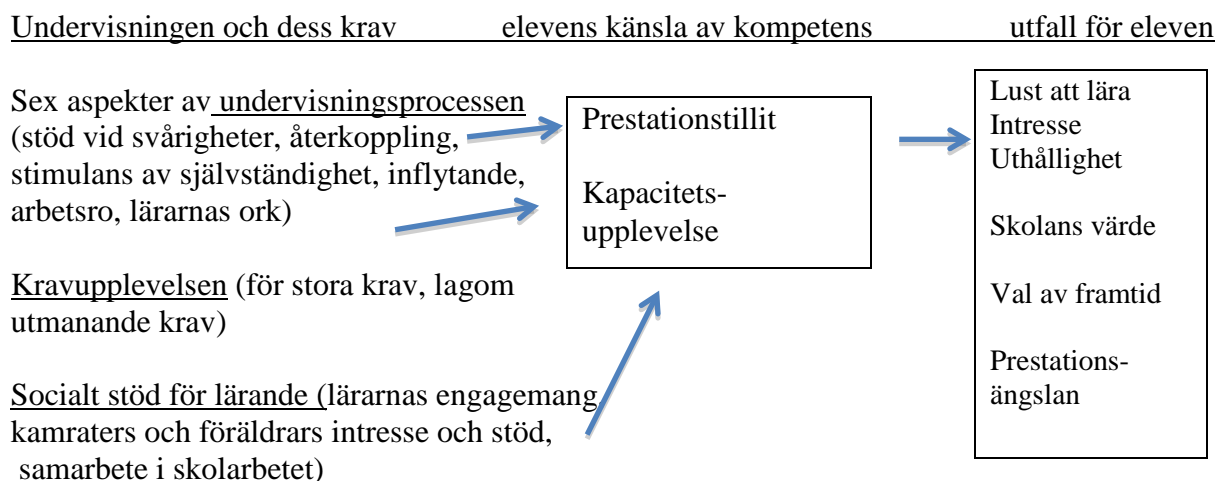 Undervisningen och dess krav elevens känsla av kompetens utfall för eleven
Sex aspekter av undervisningsprocessen
(stöd vid svårigheter, återkoppling,
stimulans av självständighet, inflytande,
arbetsro, lärarnas ork)
Kravupplevelsen (för stora krav, lagom
utmanande krav)
Socialt stöd för lärande (lärarnas engagemang,
kamraters och föräldrars intresse och stöd,
samarbete i skolarbetet)
Prestationstillit
Kapacitets-
upplevelse
Lust att lära
Intresse
Uthållighet
Skolans värde
Val av framtid
Prestations-
ängslan